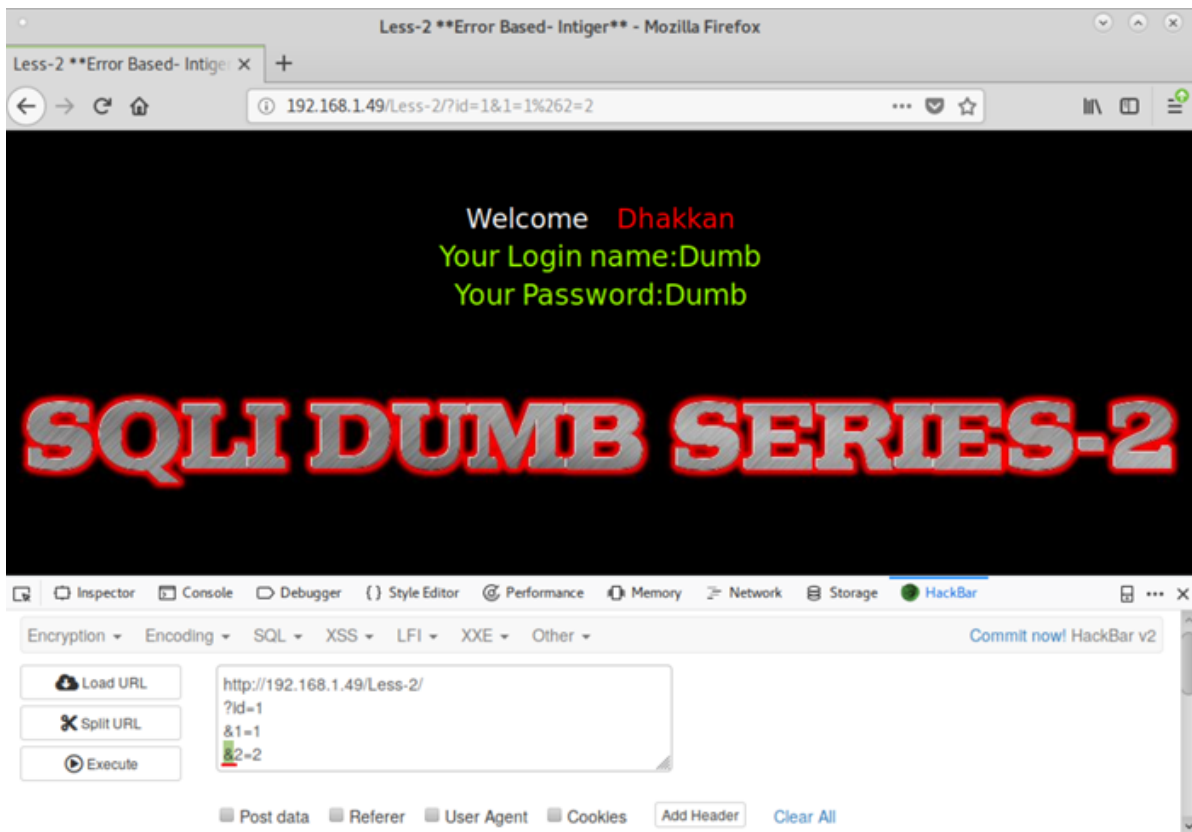 Less-2 **Error Based- Intiger** - Mozilla Firefox
Less-2 **Error Based- Intiger
192.168.1.49/Less-2/?id=1&1=1%262=2
Welcome Dhakkan
Your Login name:Dumb
Your Password:Dumb
SQLI DUMB SERIES-2
Inspector Console Debugger {} Style Editor Performance Memory Network Storage HackBar
Encryption Encoding SQL XSS LFI XXE Other Commit now! HackBar v2
Load URL
Split URL
Execute
http://192.168.1.49/Less-2/
?id=1
&1=1
&2=2
Post data Referer User Agent Cookies Add Header Clear All